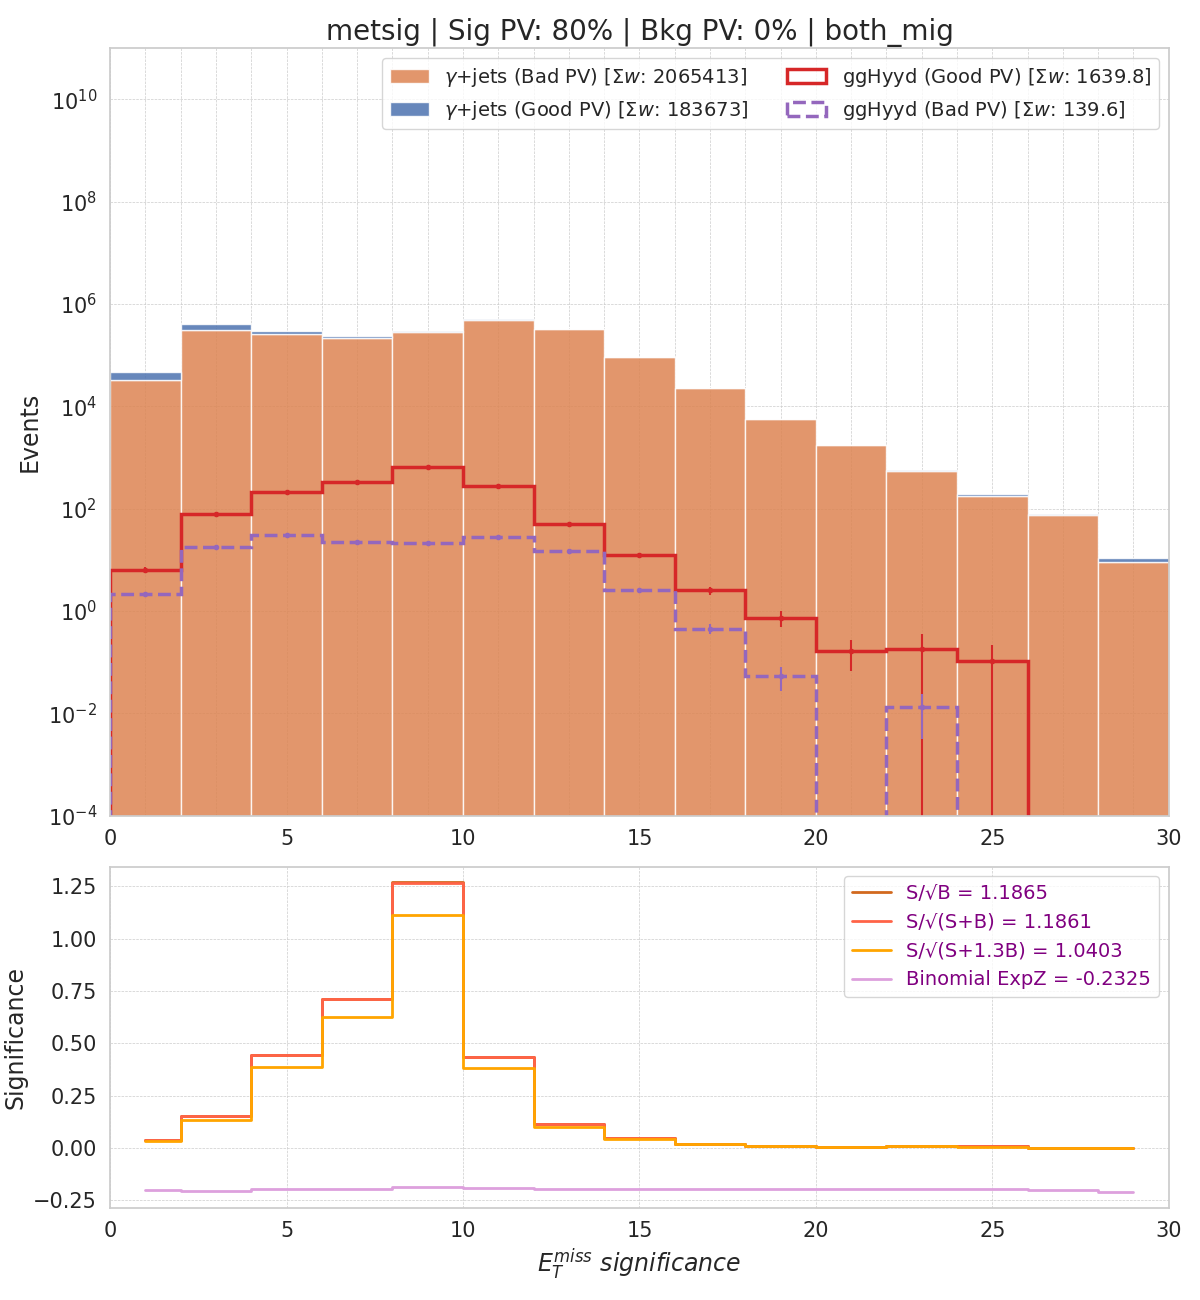 metsig | Sig PV: 80% | Bkg PV: 0% | both_mig
γ+jets (Bad PV) [Σw: 2065413]
γ+jets (Good PV) [Σw: 183673]
ggHyyd (Good PV) [Σw: 1639.8]
ggHyyd (Bad PV) [Σw: 139.6]
Events
10^10
10^8
10^6
10^4
10^2
10^0
10^−2
10^−4
0 5 10 15 20 25 30
S/√B = 1.1865
S/√(S+B) = 1.1861
S/√(S+1.3B) = 1.0403
Binomial ExpZ = -0.2325
Significance
1.25
1.00
0.75
0.50
0.25
0.00
−0.25
0 5 10 15 20 25 30
E_T^miss significance